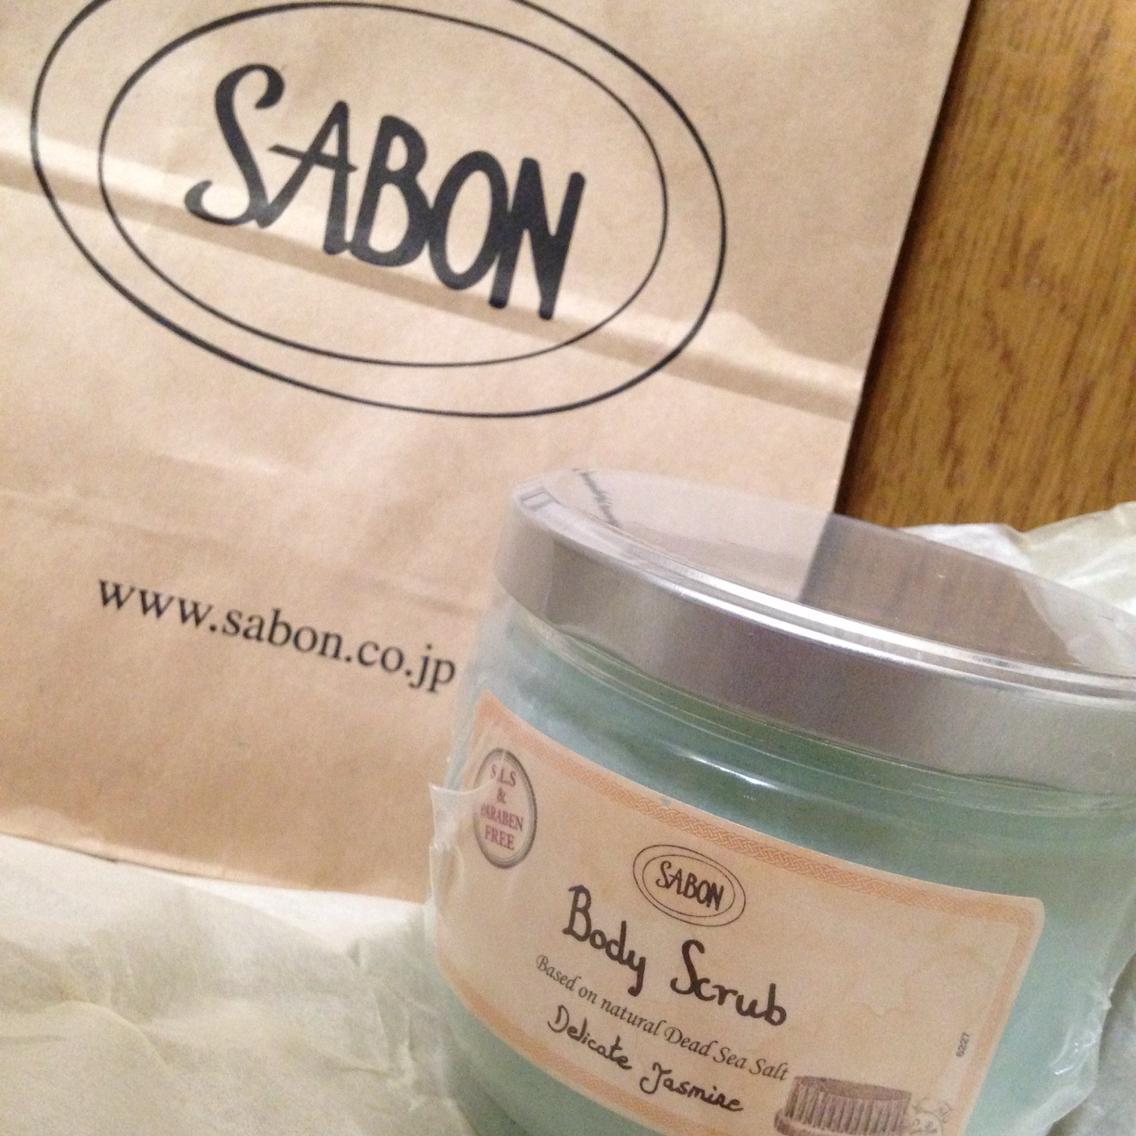 SABON
www.sabon.co.jp
S.L.S
&
PARABEN
FREE
SABON
Body Scrub
Based on natural Dead Sea Salt
Delicate Jasmine